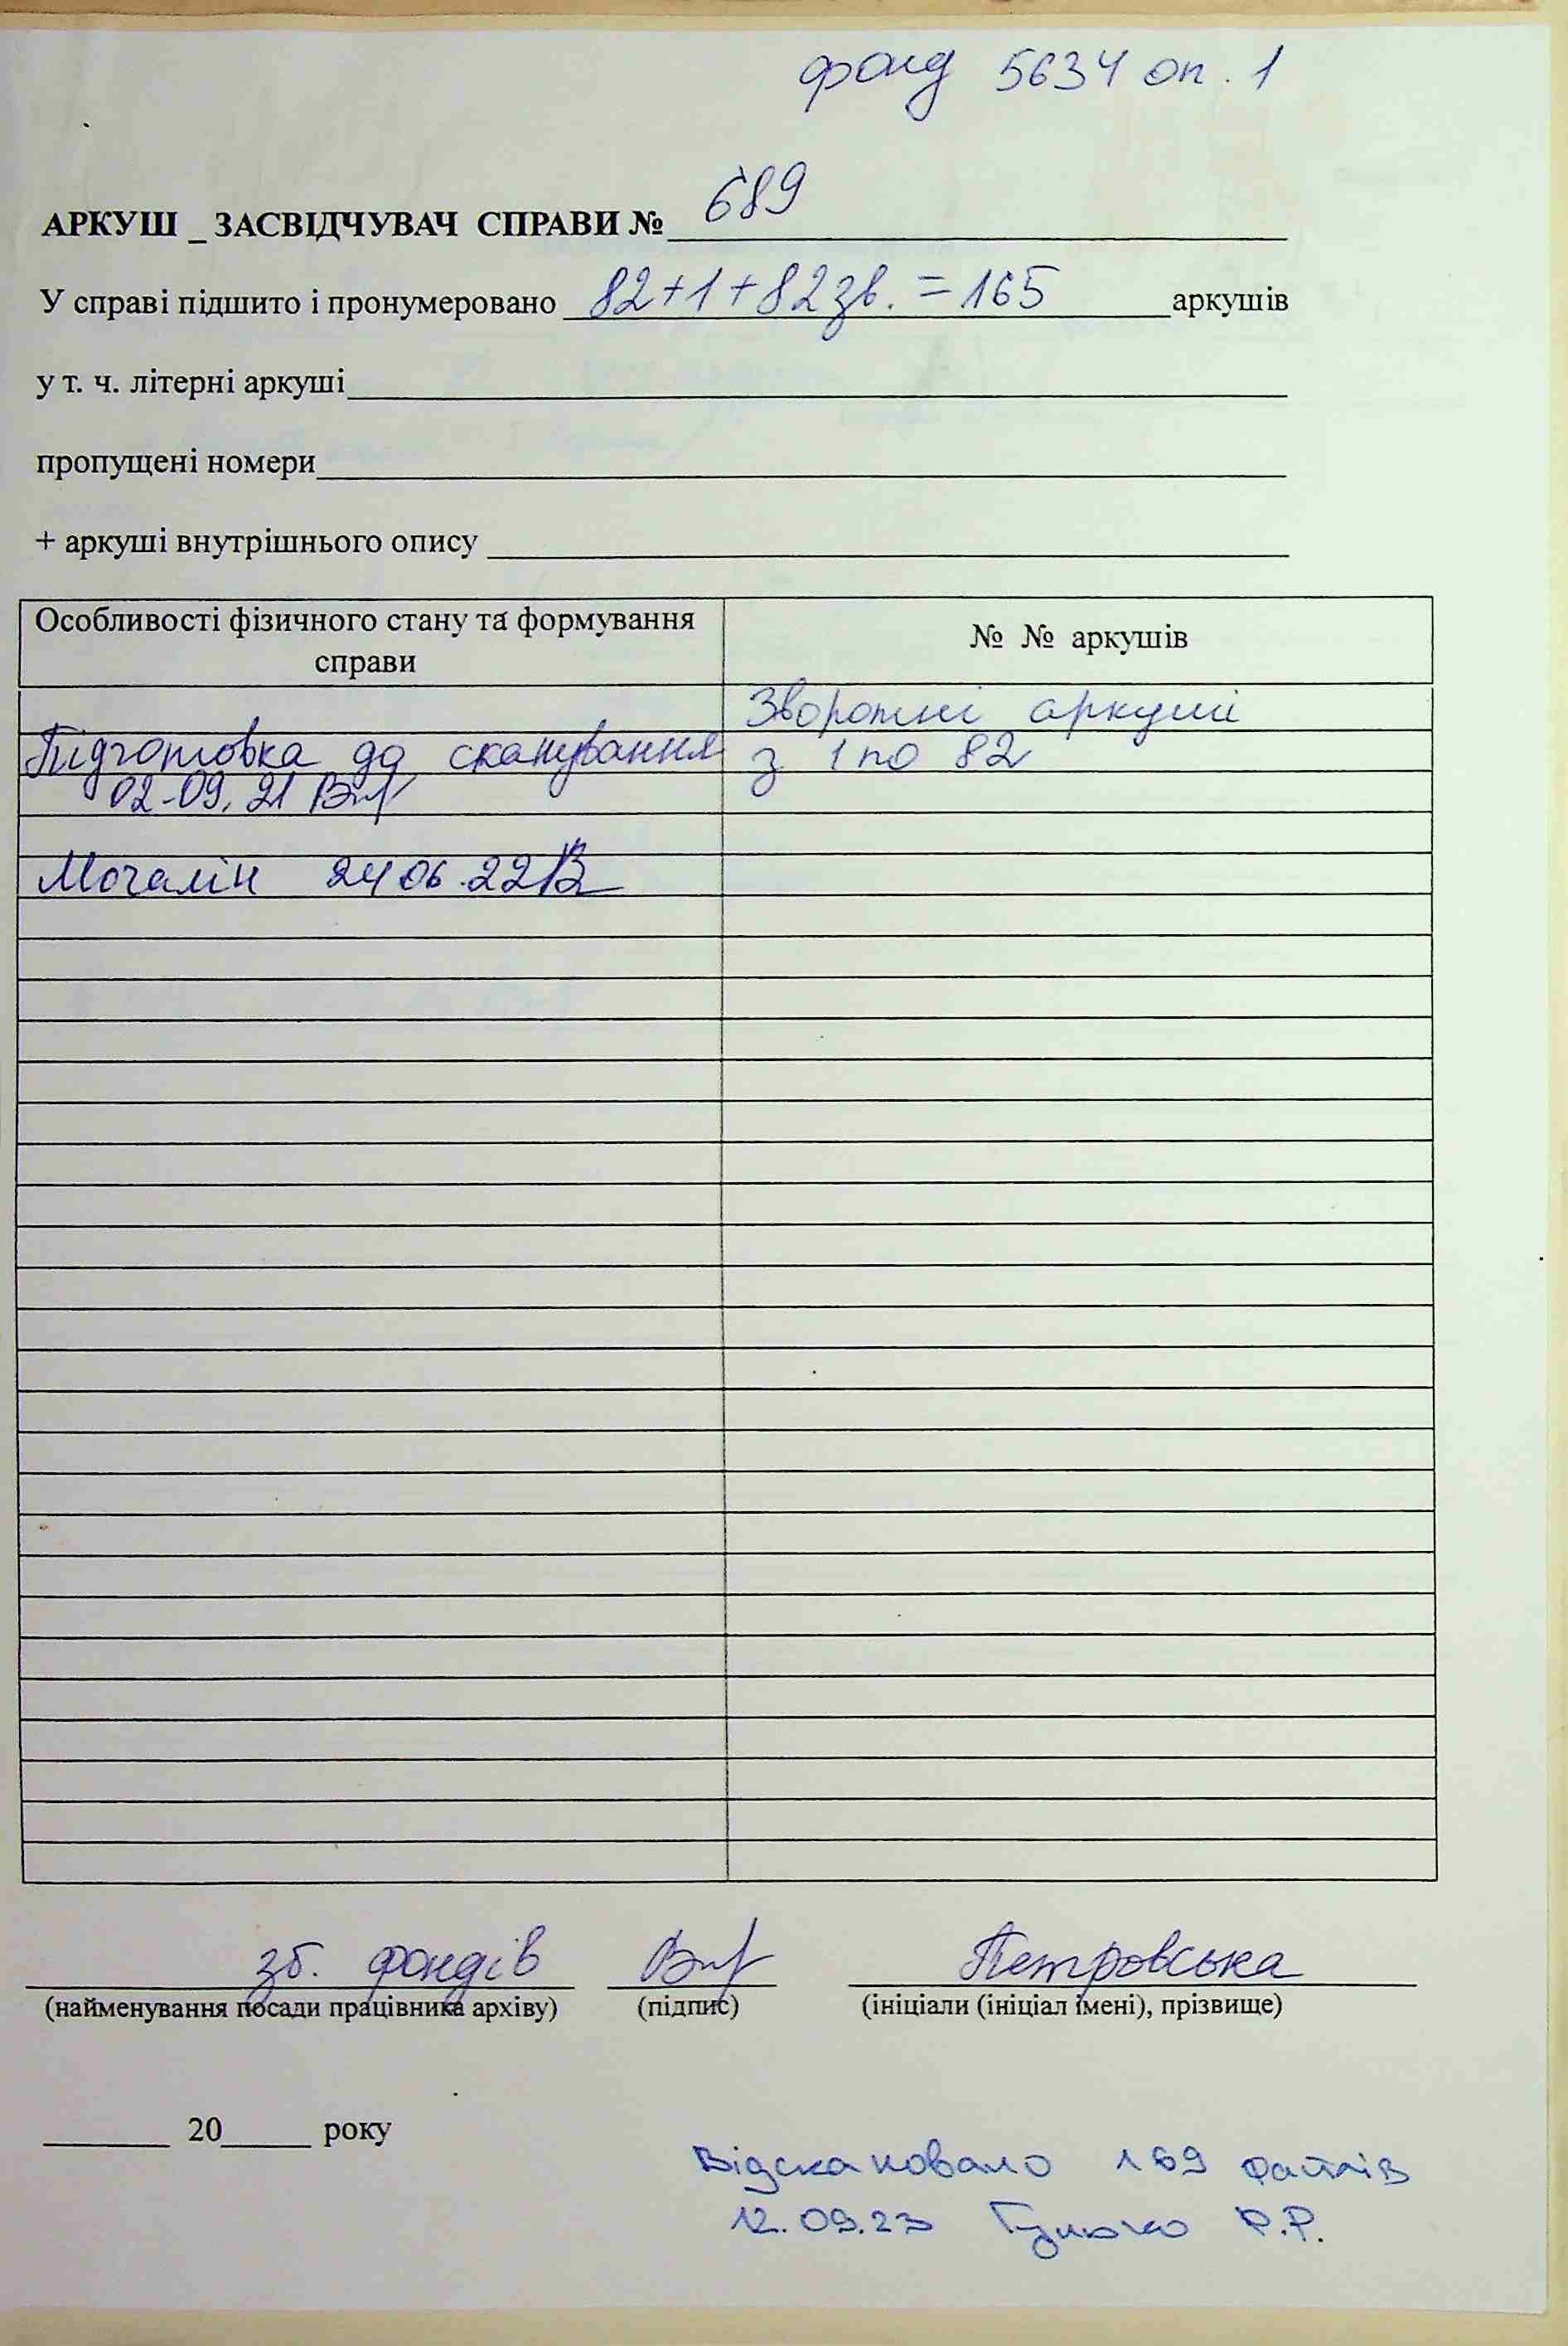 фонд 5634 оп. 1
АРКУШ _ ЗАСВІДЧУВАЧ СПРАВИ № 689
У справі підшито і пронумеровано 82+1+82зв. = 165 аркушів
у т. ч. літерні аркуші
пропущені номери
+ аркуші внутрішнього опису
Особливості фізичного стану та формування
справи
№ № аркушів
Зворотні аркуші
Підготовка до сканування з 1 по 82
02.09.21
Мочалін 24 06.22
зб. фондів Петровська
(найменування посади працівника архіву) (підпис) (ініціали (ініціал імені), прізвище)
20 року
Відскановано 169 файлів
12.09.23 Р.Р.